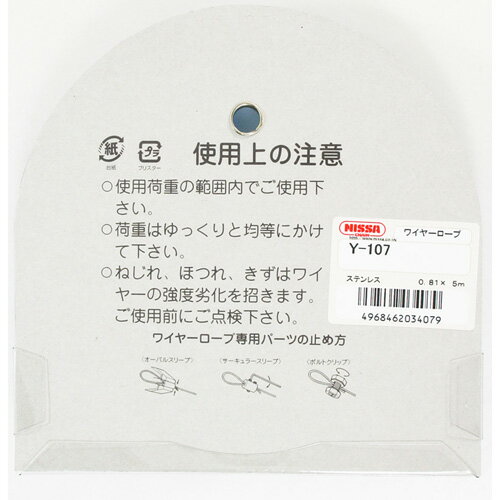 紙
台紙
プラ
ブリスター
使用上の注意
○使用荷重の範囲内でご使用下
さい。
○荷重はゆっくりと均等にかけ
て下さい。
○ねじれ、ほつれ、きずはワイ
ヤーの強度劣化を招きます。
ご使用前にご点検下さい。
ワイヤーロープ専用パーツの止め方
(オーバルスリーブ) (サーキュラースリーブ) (ボルトクリップ)
NISSA ワイヤーロープ
CHAIN
Y-107
ステンレス 0.81× 5m
4968462034079